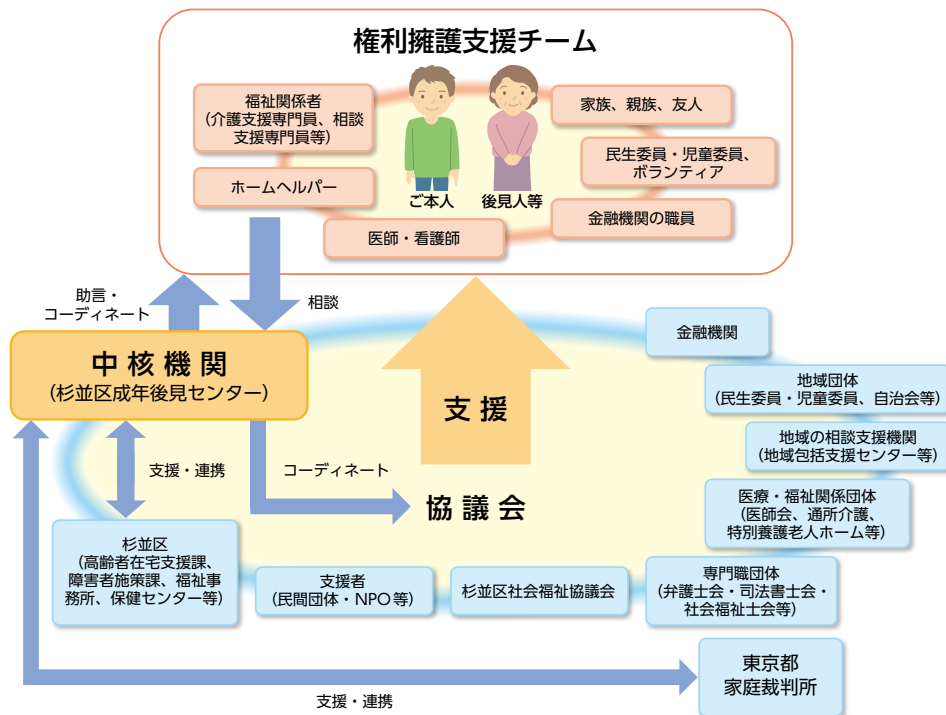 権利擁護支援チーム
福祉関係者
（介護支援専門員、相談
支援専門員等）
ホームヘルパー
ご本人
後見人等
家族、親族、友人
民生委員・児童委員、
ボランティア
金融機関の職員
医師・看護師
助言・
コーディネート
相談
中核機関
（杉並区成年後見センター）
支援
金融機関
地域団体
（民生委員・児童委員、自治会等）
地域の相談支援機関
（地域包括支援センター等）
支援・連携
コーディネート
協議会
医療・福祉関係団体
（医師会、通所介護、
特別養護老人ホーム等）
杉並区
（高齢者在宅支援課、
障害者施策課、福祉事
務所、保健センター等）
支援者
（民間団体・NPO等）
杉並区社会福祉協議会
専門職団体
（弁護士会・司法書士会・
社会福祉士会等）
東京都
家庭裁判所
支援・連携